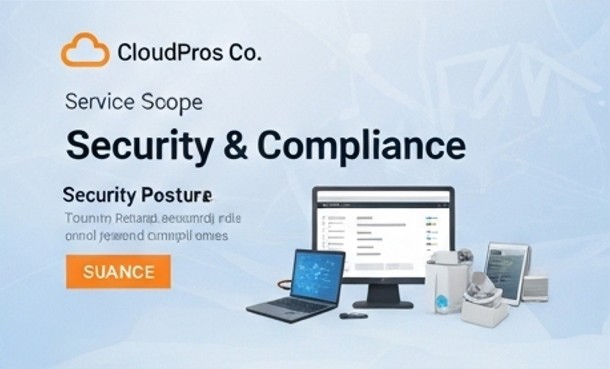 CloudPros Co.
Service Scope
Security & Compliance
Security Posture
SUANCE